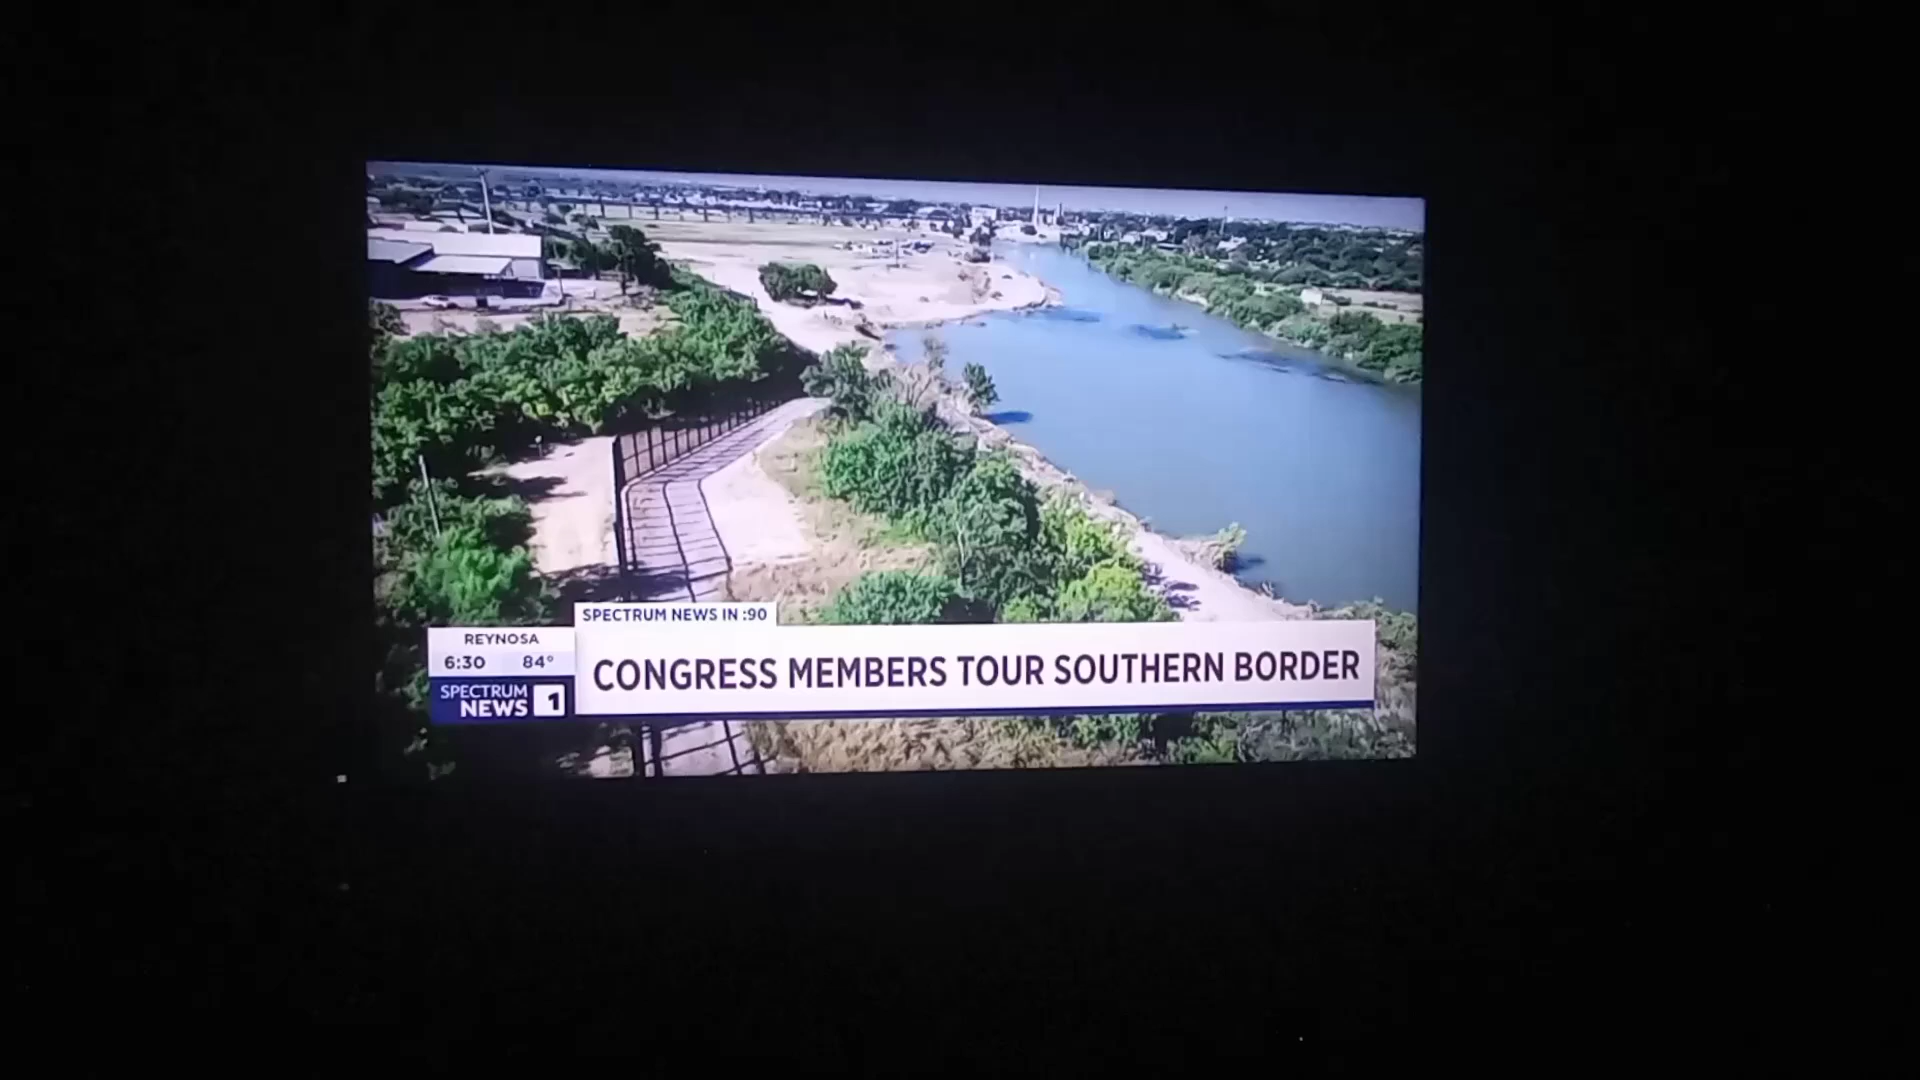 SPECTRUM NEWS IN :90
REYNOSA
6:30 84°
CONGRESS MEMBERS TOUR SOUTHERN BORDER
SPECTRUM
NEWS 1